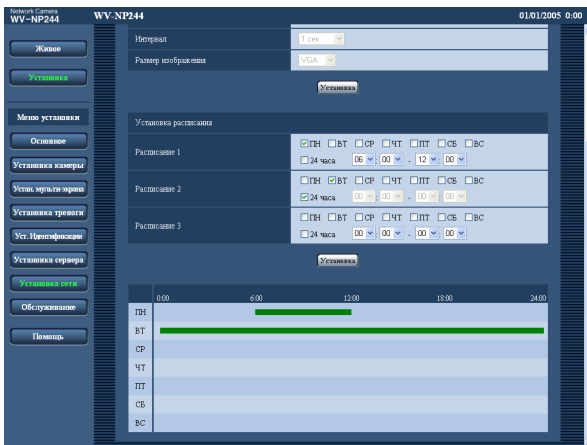 Network Camera
WV-NP244
WV-NP244
01/01/2005 0:00
Живое
Установка
Меню установки
Основное
Установка камеры
Устан. мульти-экрана
Установка тревоги
Уст. Идентификации
Установка сервера
Установка сети
Обслуживание
Помощь
Интервал
1 сек
Размер изображения
VGA
Установка
Установка расписания
Расписание 1
ПН ВТ СР ЧТ ПТ СБ ВС
24 часа 06 : 00 - 12 : 00
Расписание 2
ПН ВТ СР ЧТ ПТ СБ ВС
24 часа 00 : 00 - 00 : 00
Расписание 3
ПН ВТ СР ЧТ ПТ СБ ВС
24 часа 00 : 00 - 00 : 00
Установка
0:00 6:00 12:00 18:00 24:00
ПН
ВТ
СР
ЧТ
ПТ
СБ
ВС